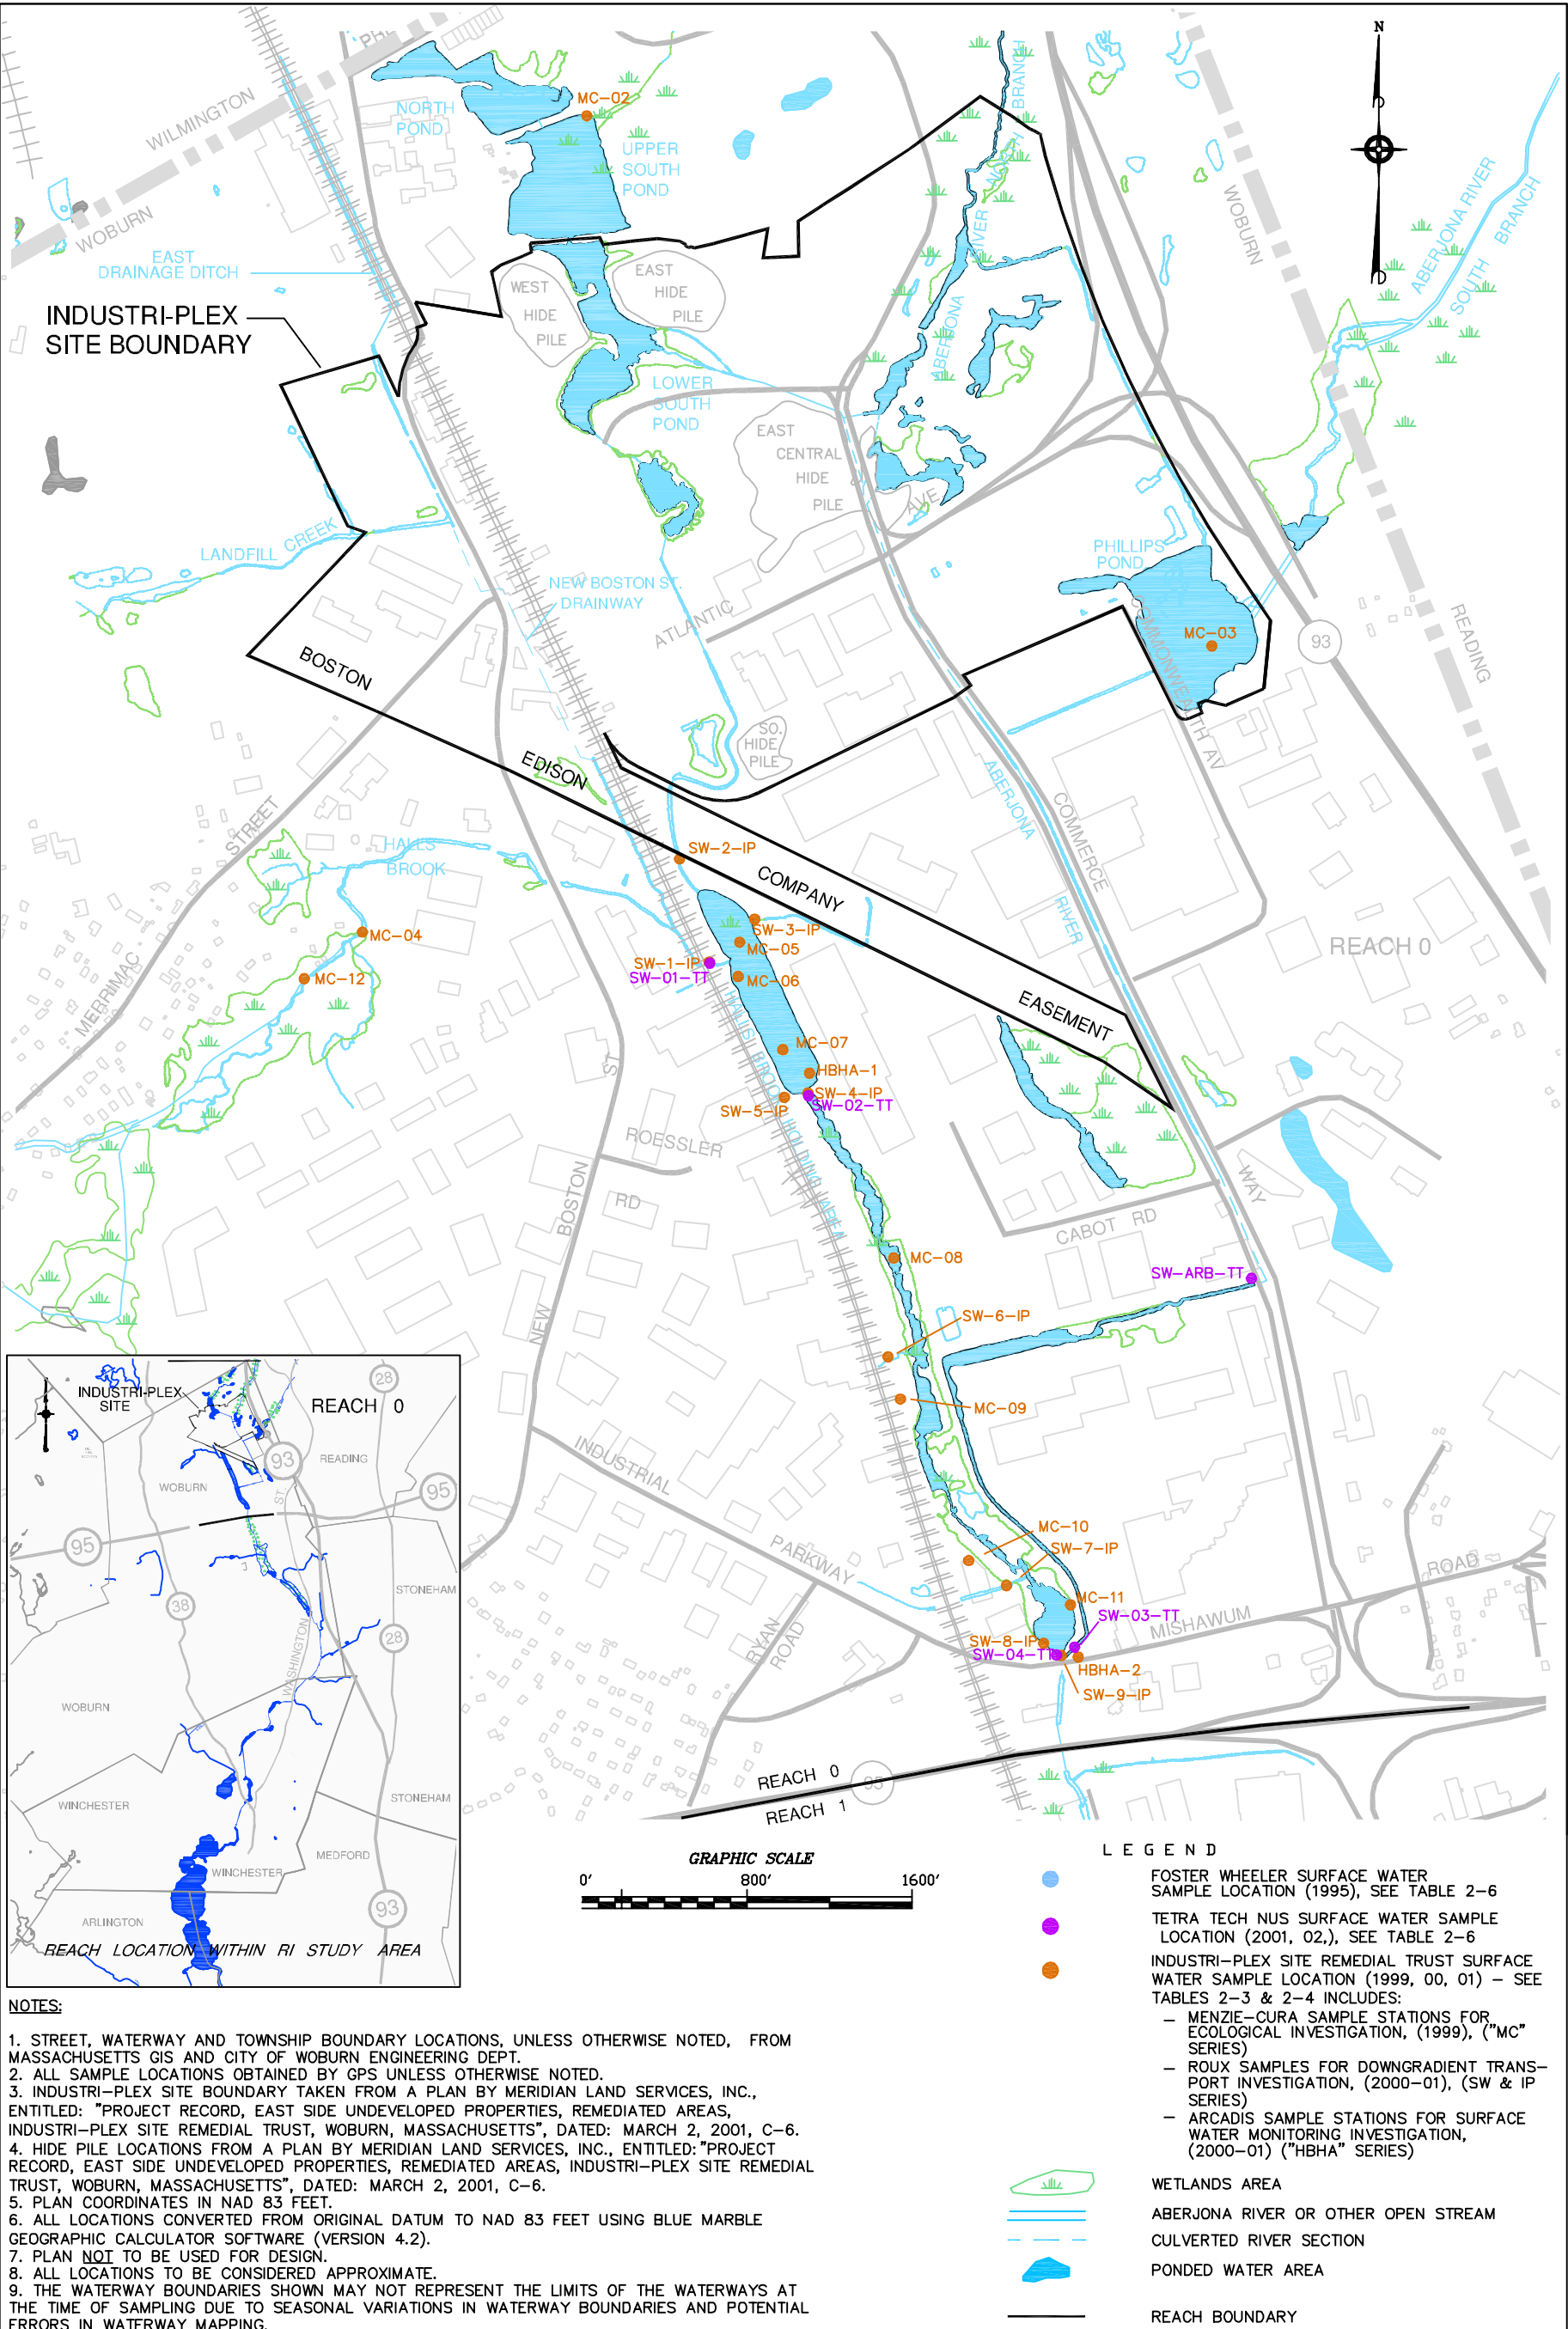 WILMINGTON
WOBURN
NORTH
POND
MC-02
UPPER
SOUTH
POND
EAST
DRAINAGE DITCH
INDUSTRI-PLEX
SITE BOUNDARY
WEST
HIDE
PILE
EAST
HIDE
PILE
LOWER
SOUTH
POND
EAST
CENTRAL
HIDE
PILE
ABERJONA
RIVER
NORTH
BRANCH
N
WOBURN
READING
ABERJONA RIVER
SOUTH BRANCH
LANDFILL CREEK
NEW BOSTON ST.
DRAINWAY
ATLANTIC
AVE
PHILLIPS
POND
MC-03
COMMONWEALTH AV
93
BOSTON
EDISON
COMPANY
EASEMENT
SO.
HIDE
PILE
ABERJONA
RIVER
COMMERCE
WAY
MERRIMAC
STREET
HALLS
BROOK
SW-2-IP
SW-3-IP
MC-05
SW-1-IP
SW-01-TT
MC-06
MC-04
MC-12
MC-07
HBHA-1
SW-4-IP
SW-02-TT
SW-5-IP
HALLS BROOK HOLDING AREA
REACH 0
ROESSLER
RD
NEW
BOSTON
ST
CABOT RD
MC-08
SW-ARB-TT
SW-6-IP
MC-09
INDUSTRIAL
PARKWAY
MC-10
SW-7-IP
MC-11
SW-03-TT
SW-8-IP
SW-04-TT
HBHA-2
SW-9-IP
MISHAWUM
ROAD
RYAN
ROAD
REACH 0
REACH 1
95
INDUSTRI-PLEX
SITE
REACH 0
28
93
READING
95
WOBURN
ST.
95
STONEHAM
38
28
WASHINGTON
WOBURN
WINCHESTER
STONEHAM
MEDFORD
WINCHESTER
93
ARLINGTON
REACH LOCATION WITHIN RI STUDY AREA
GRAPHIC SCALE
0' 800' 1600'
LEGEND
FOSTER WHEELER SURFACE WATER
SAMPLE LOCATION (1995), SEE TABLE 2-6
TETRA TECH NUS SURFACE WATER SAMPLE
LOCATION (2001, 02,), SEE TABLE 2-6
INDUSTRI-PLEX SITE REMEDIAL TRUST SURFACE
WATER SAMPLE LOCATION (1999, 00, 01) - SEE
TABLES 2-3 & 2-4 INCLUDES:
- MENZIE-CURA SAMPLE STATIONS FOR
ECOLOGICAL INVESTIGATION, (1999), ("MC"
SERIES)
- ROUX SAMPLES FOR DOWNGRADIENT TRANS-
PORT INVESTIGATION, (2000-01), (SW & IP
SERIES)
- ARCADIS SAMPLE STATIONS FOR SURFACE
WATER MONITORING INVESTIGATION,
(2000-01) ("HBHA" SERIES)
WETLANDS AREA
ABERJONA RIVER OR OTHER OPEN STREAM
CULVERTED RIVER SECTION
PONDED WATER AREA
REACH BOUNDARY
NOTES:
1. STREET, WATERWAY AND TOWNSHIP BOUNDARY LOCATIONS, UNLESS OTHERWISE NOTED, FROM
MASSACHUSETTS GIS AND CITY OF WOBURN ENGINEERING DEPT.
2. ALL SAMPLE LOCATIONS OBTAINED BY GPS UNLESS OTHERWISE NOTED.
3. INDUSTRI-PLEX SITE BOUNDARY TAKEN FROM A PLAN BY MERIDIAN LAND SERVICES, INC.,
ENTITLED: "PROJECT RECORD, EAST SIDE UNDEVELOPED PROPERTIES, REMEDIATED AREAS,
INDUSTRI-PLEX SITE REMEDIAL TRUST, WOBURN, MASSACHUSETTS", DATED: MARCH 2, 2001, C-6.
4. HIDE PILE LOCATIONS FROM A PLAN BY MERIDIAN LAND SERVICES, INC., ENTITLED: "PROJECT
RECORD, EAST SIDE UNDEVELOPED PROPERTIES, REMEDIATED AREAS, INDUSTRI-PLEX SITE REMEDIAL
TRUST, WOBURN, MASSACHUSETTS", DATED: MARCH 2, 2001, C-6.
5. PLAN COORDINATES IN NAD 83 FEET.
6. ALL LOCATIONS CONVERTED FROM ORIGINAL DATUM TO NAD 83 FEET USING BLUE MARBLE
GEOGRAPHIC CALCULATOR SOFTWARE (VERSION 4.2).
7. PLAN NOT TO BE USED FOR DESIGN.
8. ALL LOCATIONS TO BE CONSIDERED APPROXIMATE.
9. THE WATERWAY BOUNDARIES SHOWN MAY NOT REPRESENT THE LIMITS OF THE WATERWAYS AT
THE TIME OF SAMPLING DUE TO SEASONAL VARIATIONS IN WATERWAY BOUNDARIES AND POTENTIAL
ERRORS IN WATERWAY MAPPING.